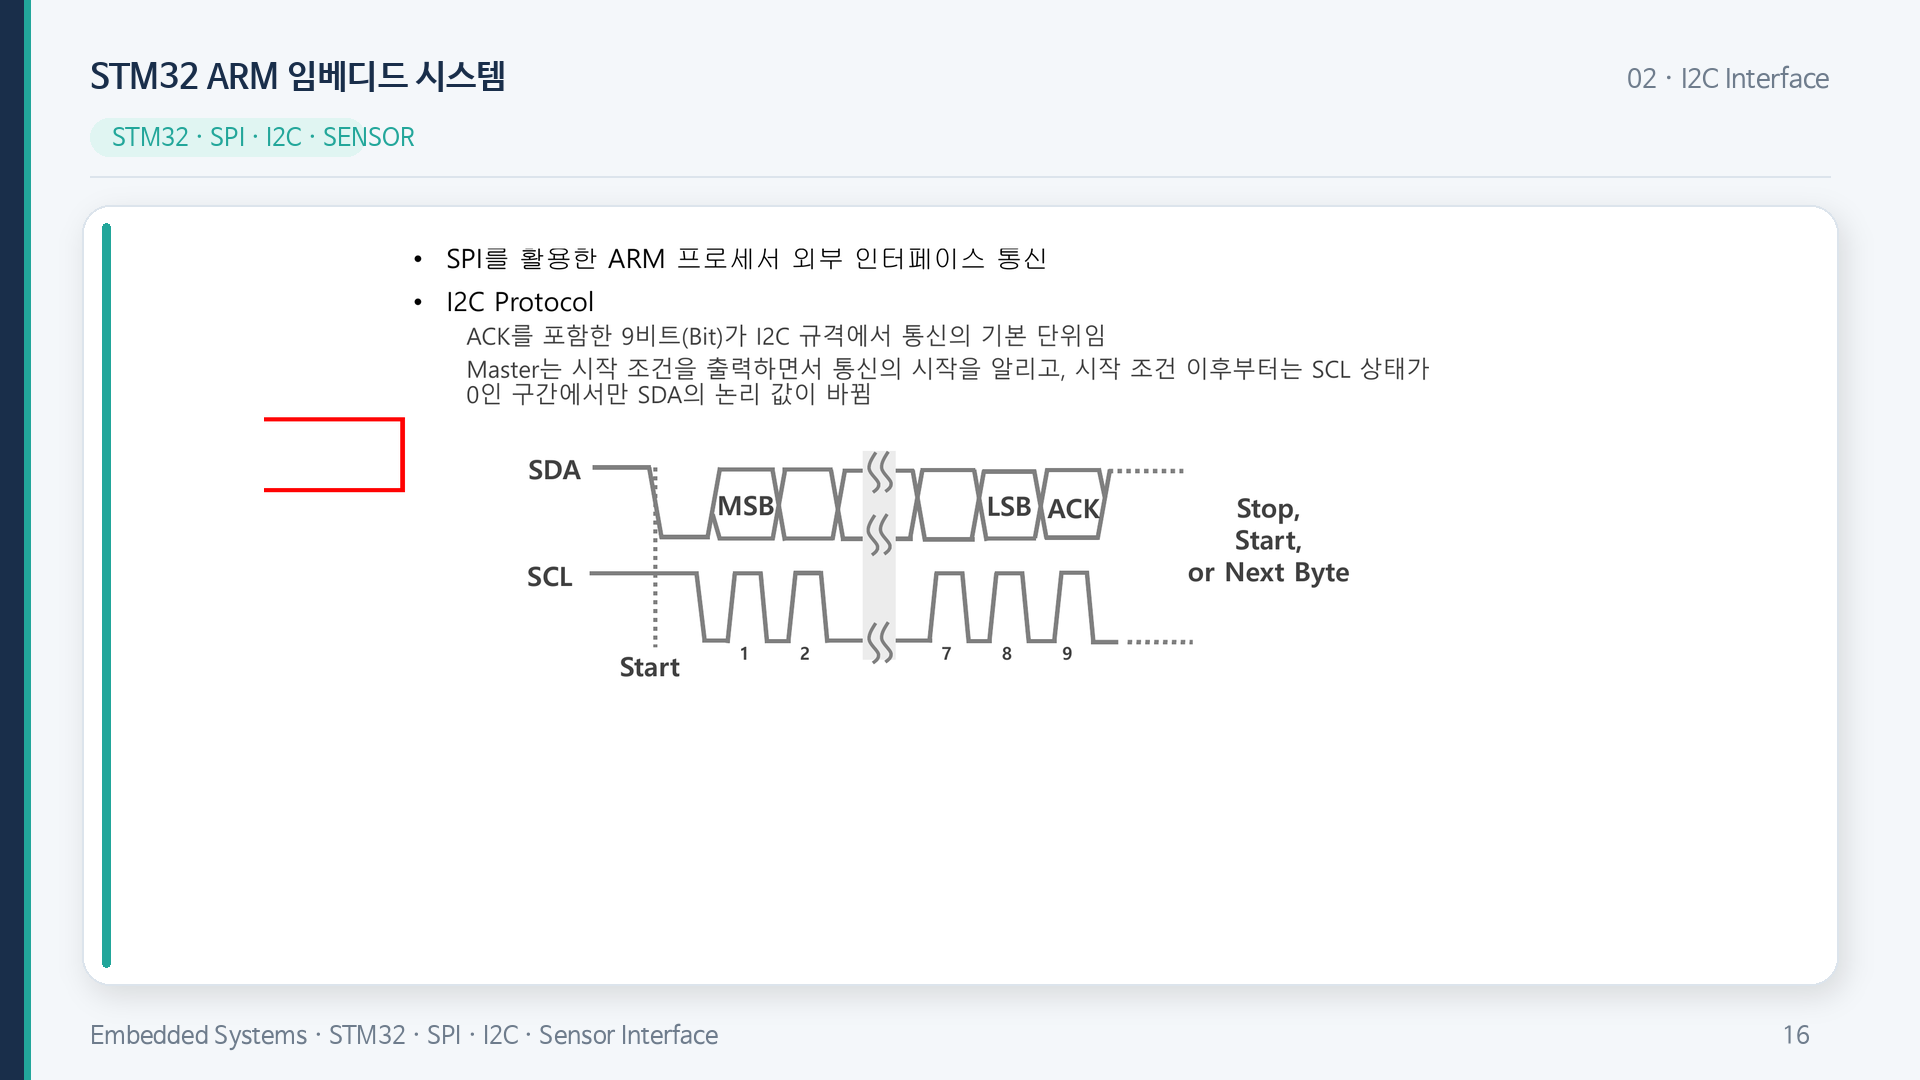 STM32 ARM 임베디드 시스템
02 · I2C Interface
STM32 · SPI · I2C · SENSOR
• SPI를 활용한 ARM 프로세서 외부 인터페이스 통신
• I2C Protocol
ACK를 포함한 9비트(Bit)가 I2C 규격에서 통신의 기본 단위임
Master는 시작 조건을 출력하면서 통신의 시작을 알리고, 시작 조건 이후부터는 SCL 상태가
0인 구간에서만 SDA의 논리 값이 바뀜
SDA
MSB
LSB
ACK
Stop,
Start,
or Next Byte
SCL
1
2
7
8
9
Start
Embedded Systems · STM32 · SPI · I2C · Sensor Interface
16